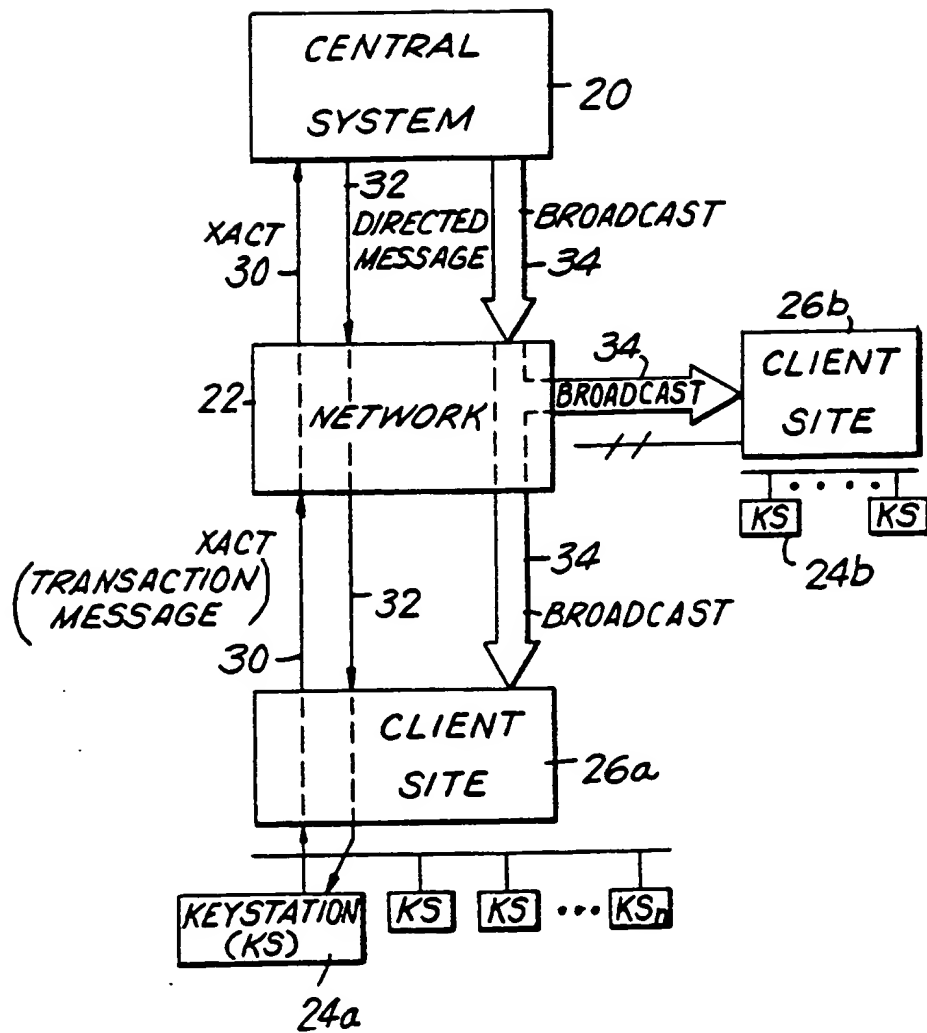 CENTRAL
SYSTEM
20
32
DIRECTED
MESSAGE
BROADCAST
34
XACT
30
26b
CLIENT
SITE
34
BROADCAST
22
NETWORK
KS
KS
24b
XACT
(TRANSACTION
MESSAGE)
30
32
34
BROADCAST
CLIENT
SITE
26a
KEYSTATION
(KS)
KS
KS
KSn
24a